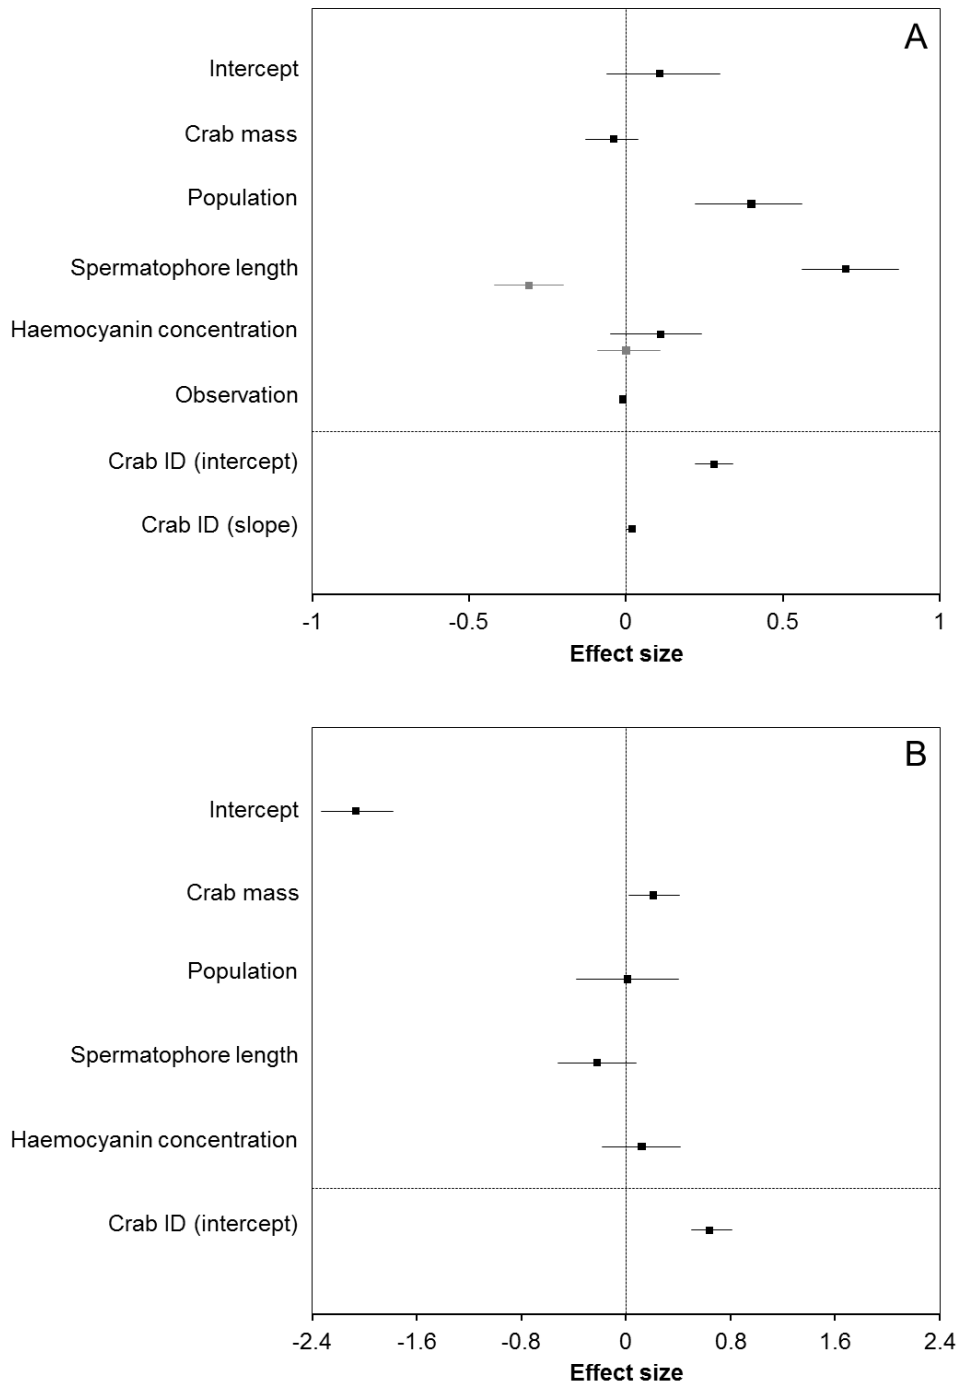 A
Intercept
Crab mass
Population
Spermatophore length
Haemocyanin concentration
Observation
Crab ID (intercept)
Crab ID (slope)
-1 -0.5 0 0.5 1
Effect size
B
Intercept
Crab mass
Population
Spermatophore length
Haemocyanin concentration
Crab ID (intercept)
-2.4 -1.6 -0.8 0 0.8 1.6 2.4
Effect size